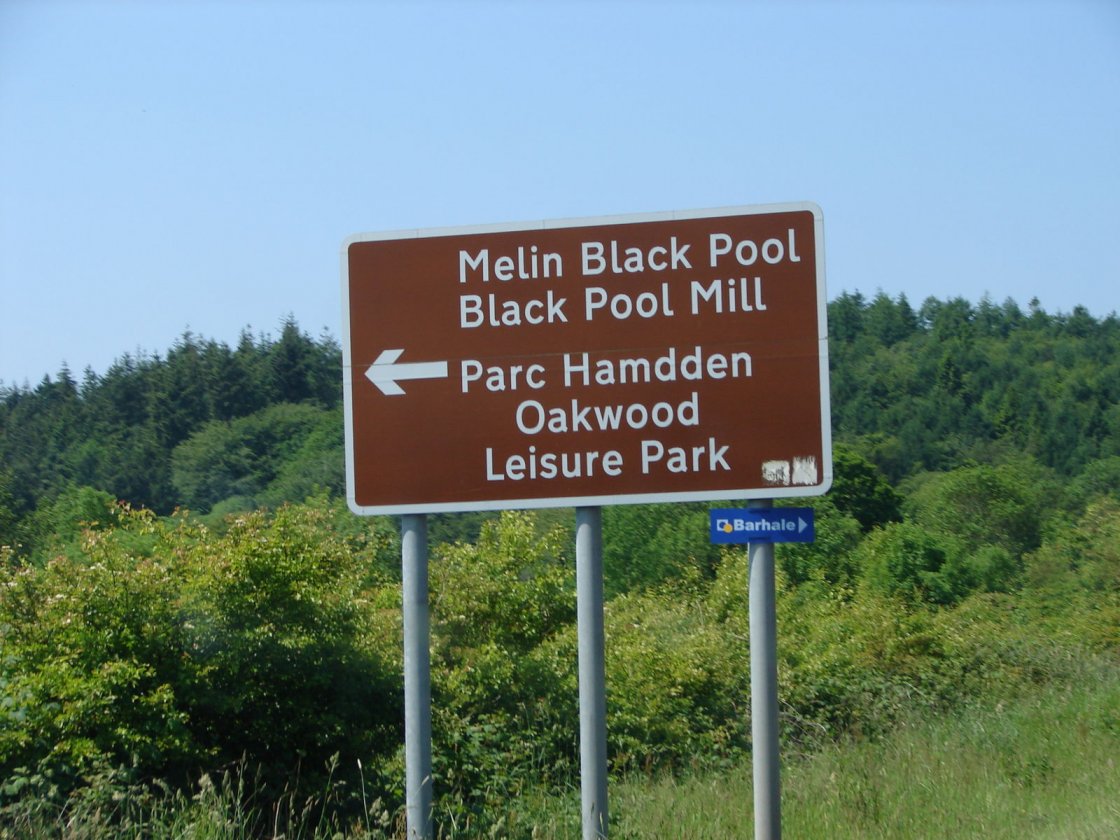 Melin Black Pool
Black Pool Mill
Parc Hamdden
Oakwood
Leisure Park
Barhale